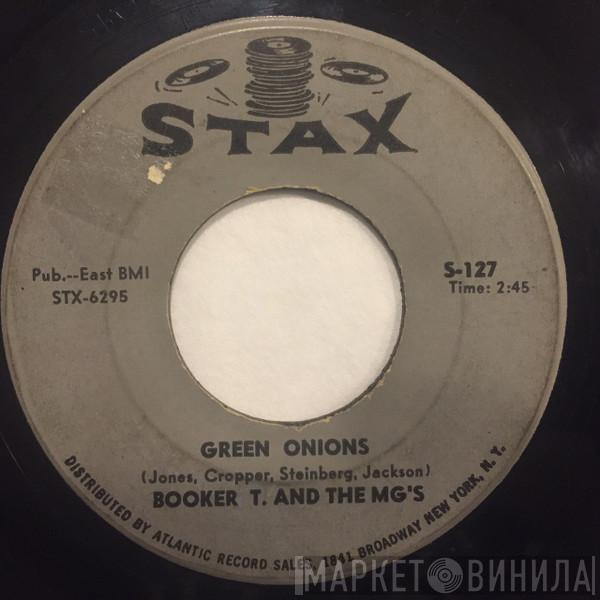 STAX
Pub.--East BMI
STX-6295
S-127
Time: 2:45
GREEN ONIONS
(Jones, Cropper, Steinberg, Jackson)
BOOKER T. AND THE MG'S
DISTRIBUTED BY ATLANTIC RECORD SALES, 1841 BROADWAY NEW YORK, N. Y.
МАРКЕТ ВИНИЛА